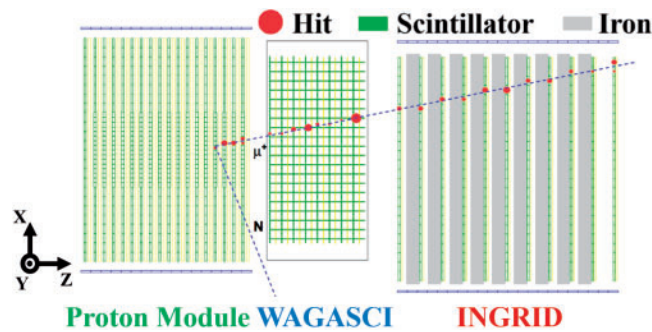 Hit Scintillator Iron
μ+
N
X
Y Z
Proton Module WAGASCI INGRID